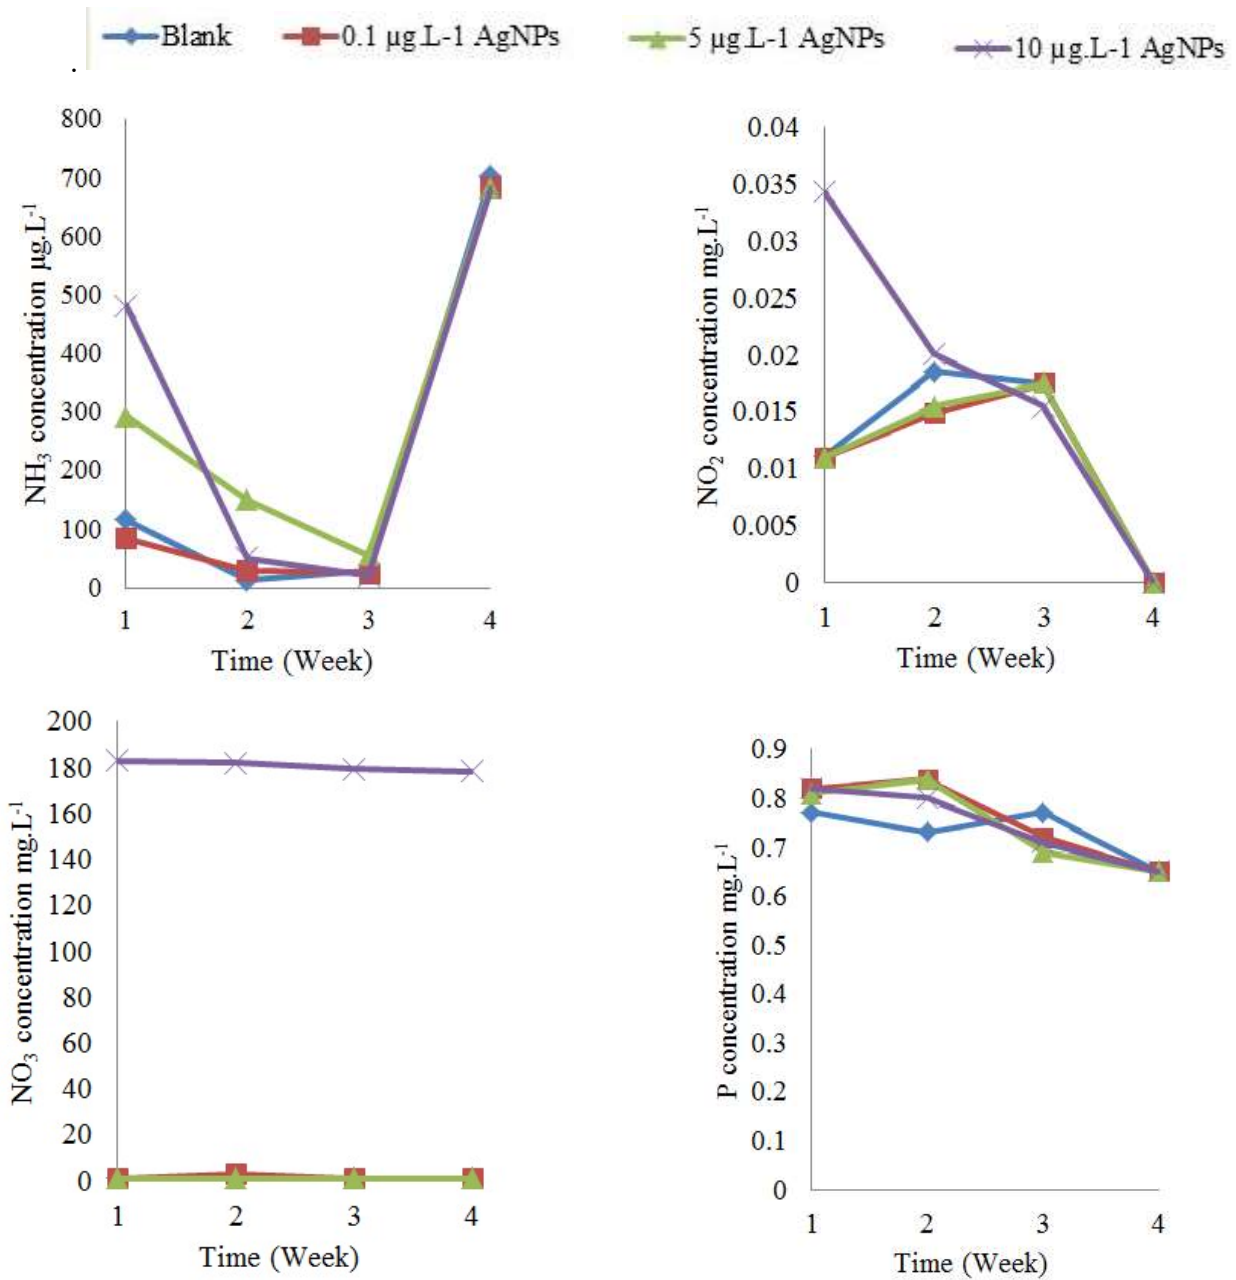 Blank
0.1 µg.L-1 AgNPs
5 µg.L-1 AgNPs
10 µg.L-1 AgNPs
.
NH3 concentration µg.L-1
800
700
600
500
400
300
200
100
0
1 2 3 4
Time (Week)
NO2 concentration mg.L-1
0.04
0.035
0.03
0.025
0.02
0.015
0.01
0.005
0
1 2 3 4
Time (Week)
NO3 concentration mg.L-1
200
180
160
140
120
100
80
60
40
20
0
1 2 3 4
Time (Week)
P concentration mg.L-1
0.9
0.8
0.7
0.6
0.5
0.4
0.3
0.2
0.1
0
1 2 3 4
Time (Week)